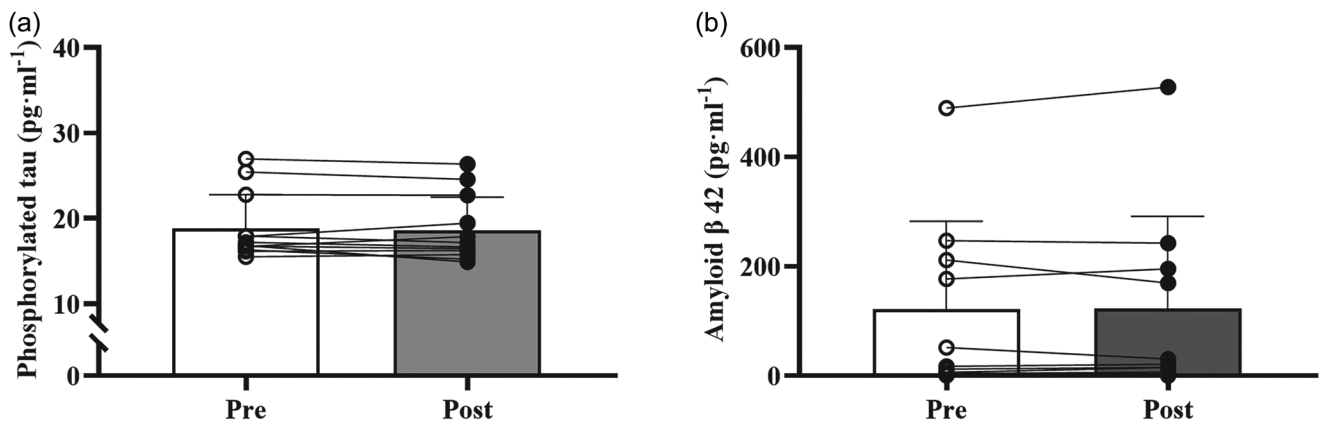 (a)
Phosphorylated tau (pg·ml⁻¹)
40
30
20
10
0
Pre Post
(b)
Amyloid β 42 (pg·ml⁻¹)
600
400
200
0
Pre Post